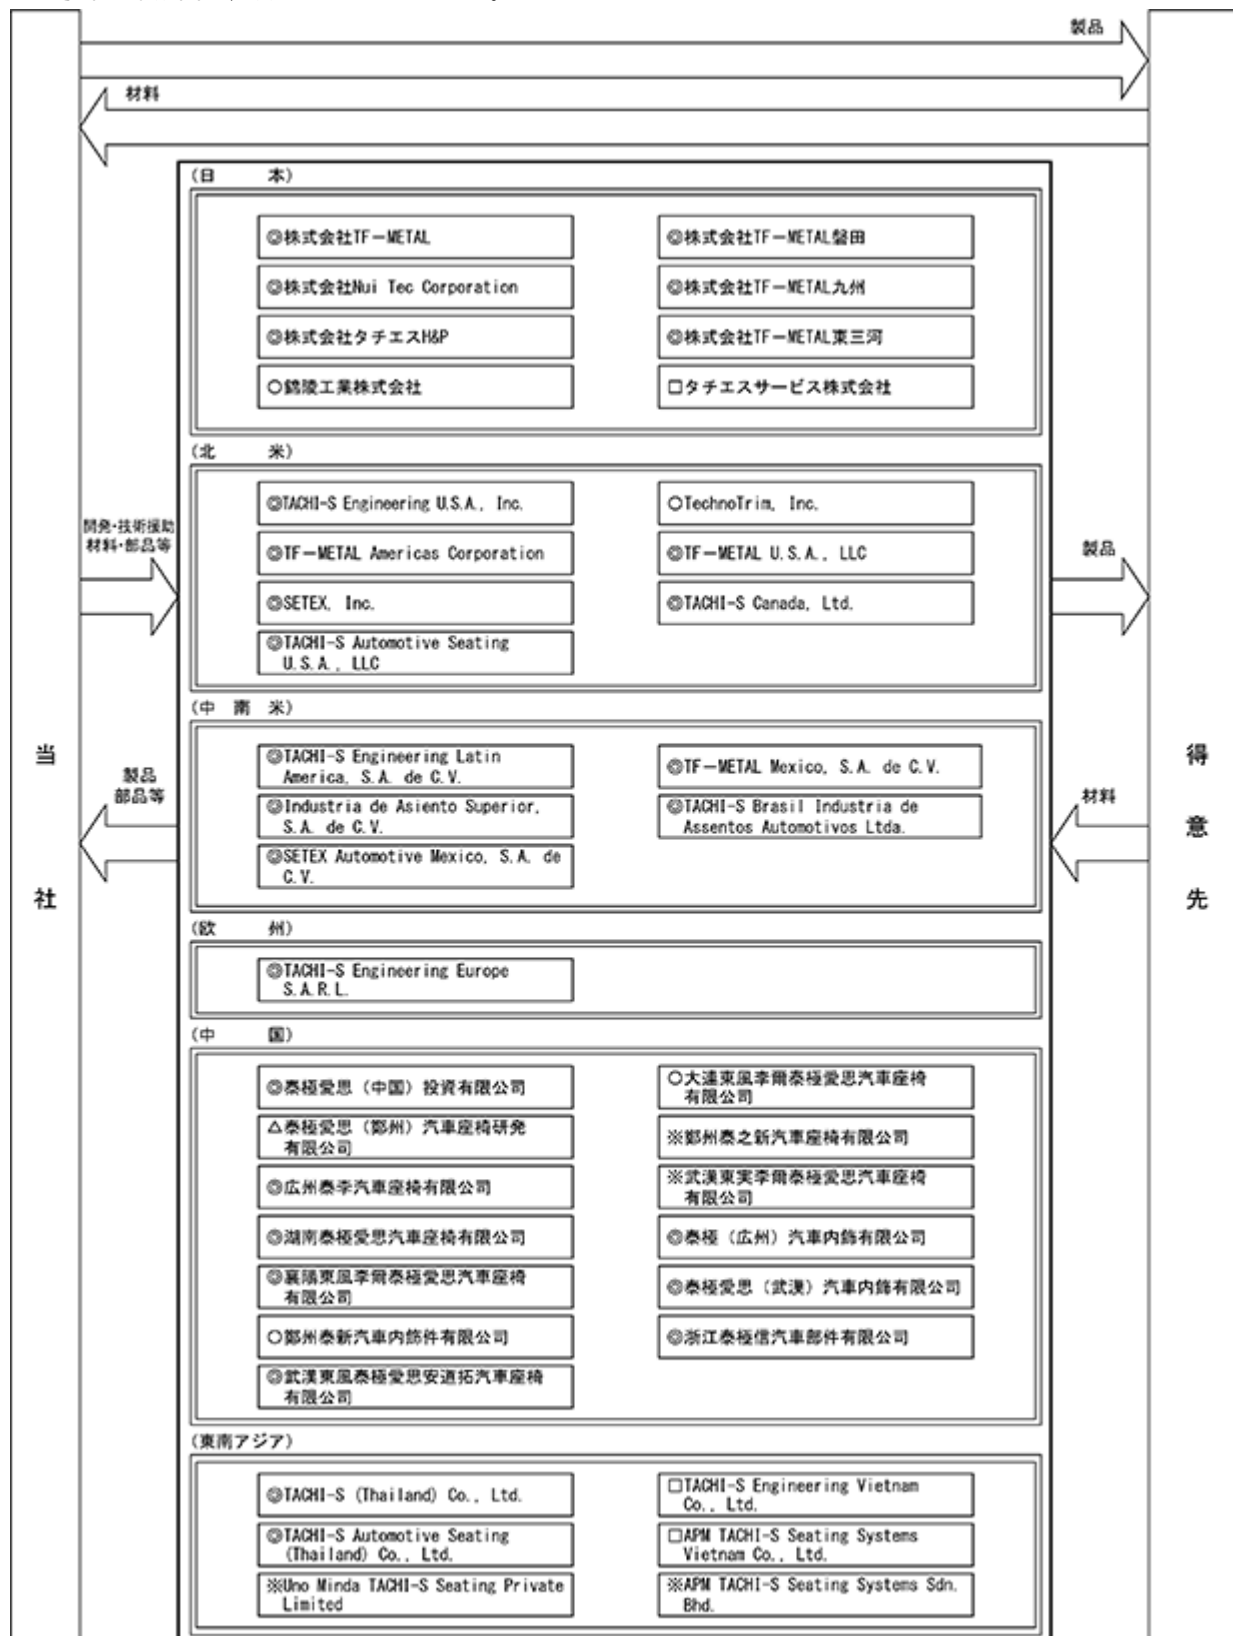 製品
材料
(日　本)
◎株式会社TF－METAL
◎株式会社TF－METAL磐田
◎株式会社Nui Tec Corporation
◎株式会社TF－METAL九州
◎株式会社タチエスH&P
◎株式会社TF－METAL東三河
○錦陵工業株式会社
□タチエスサービス株式会社
(北　米)
◎TACHI-S Engineering U.S.A., Inc.
○TechnoTrim, Inc.
◎TF－METAL Americas Corporation
◎TF－METAL U.S.A., LLC
◎SETEX, Inc.
◎TACHI-S Canada, Ltd.
◎TACHI-S Automotive Seating
U.S.A., LLC
開発・技術援助
材料・部品等
製品
(中　南　米)
◎TACHI-S Engineering Latin
America, S.A. de C.V.
◎TF－METAL Mexico, S.A. de C.V.
◎Industria de Asiento Superior,
S.A. de C.V.
◎TACHI-S Brasil Industria de
Assentos Automotivos Ltda.
◎SETEX Automotive Mexico, S.A. de
C.V.
当社
製品
部品等
材料
得意先
(欧　州)
◎TACHI-S Engineering Europe
S.A.R.L.
(中　国)
◎泰極愛思（中国）投資有限公司
○大連東風李爾泰極愛思汽車座椅
有限公司
△泰極愛思（鄭州）汽車座椅研発
有限公司
※鄭州泰之新汽車座椅有限公司
◎広州泰李汽車座椅有限公司
※武漢東実李爾泰極愛思汽車座椅
有限公司
◎湖南泰極愛思汽車座椅有限公司
◎泰極（広州）汽車内飾有限公司
◎襄陽東風李爾泰極愛思汽車座椅
有限公司
◎泰極愛思（武漢）汽車内飾有限公司
○鄭州泰新汽車内飾件有限公司
◎浙江泰極信汽車部件有限公司
◎武漢東風泰極愛思安道拓汽車座椅
有限公司
(東南アジア)
◎TACHI-S (Thailand) Co., Ltd.
□TACHI-S Engineering Vietnam
Co., Ltd.
◎TACHI-S Automotive Seating
(Thailand) Co., Ltd.
□APM TACHI-S Seating Systems
Vietnam Co., Ltd.
※Uno Minda TACHI-S Seating Private
Limited
※APM TACHI-S Seating Systems Sdn.
Bhd.